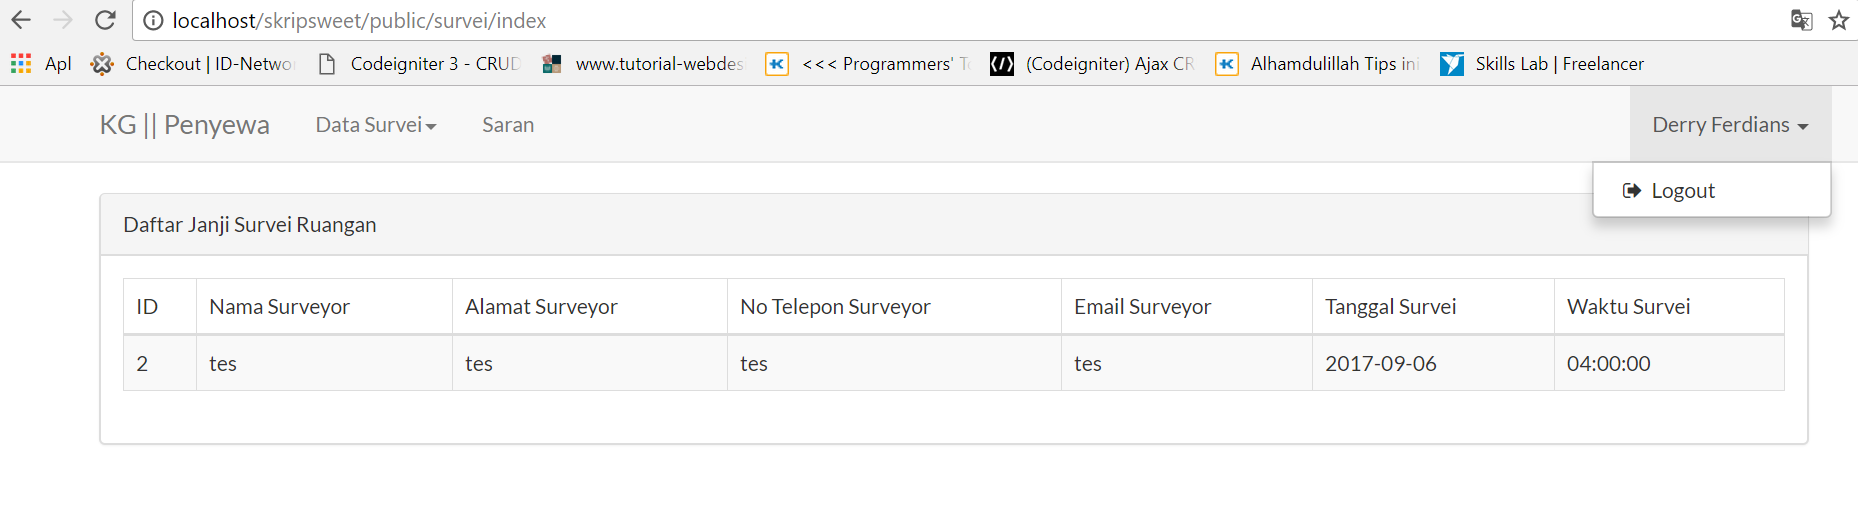 localhost/skripsweet/public/survei/index
Apl Checkout | ID-Netwo Codeigniter 3 - CRUD www.tutorial-webdes <<< Programmers' T (Codeigniter) Ajax CR Alhamdulillah Tips ini Skills Lab | Freelancer
KG || Penyewa Data Survei Saran Derry Ferdians
Logout
Daftar Janji Survei Ruangan
ID Nama Surveyor Alamat Surveyor No Telepon Surveyor Email Surveyor Tanggal Survei Waktu Survei
2 tes tes tes tes 2017-09-06 04:00:00